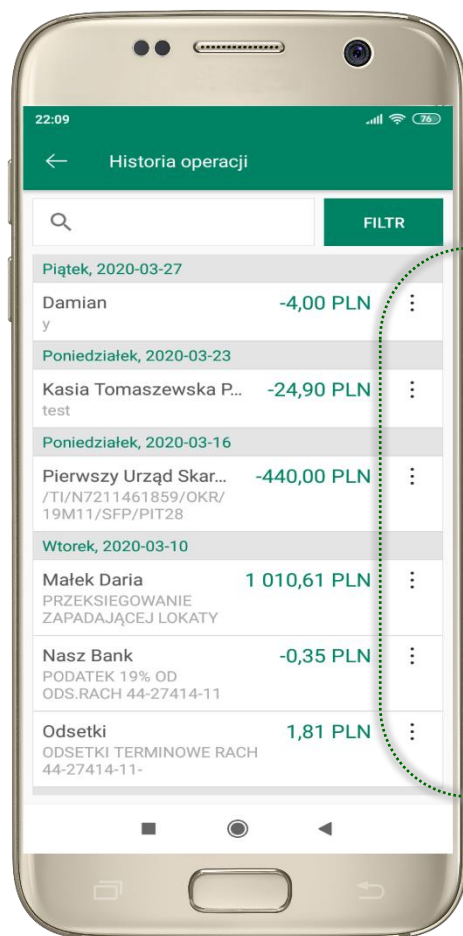 22:09 76
Historia operacji
FILTR
Piątek, 2020-03-27
Damian -4,00 PLN
y
Poniedziałek, 2020-03-23
Kasia Tomaszewska P... -24,90 PLN
test
Poniedziałek, 2020-03-16
Pierwszy Urząd Skar... -440,00 PLN
/TI/N7211461859/OKR/
19M11/SFP/PIT28
Wtorek, 2020-03-10
Małek Daria 1 010,61 PLN
PRZEKSIEGOWANIE
ZAPADAJĄCEJ LOKATY
Nasz Bank -0,35 PLN
PODATEK 19% OD
ODS.RACH 44-27414-11
Odsetki 1,81 PLN
ODSETKI TERMINOWE RACH
44-27414-11-